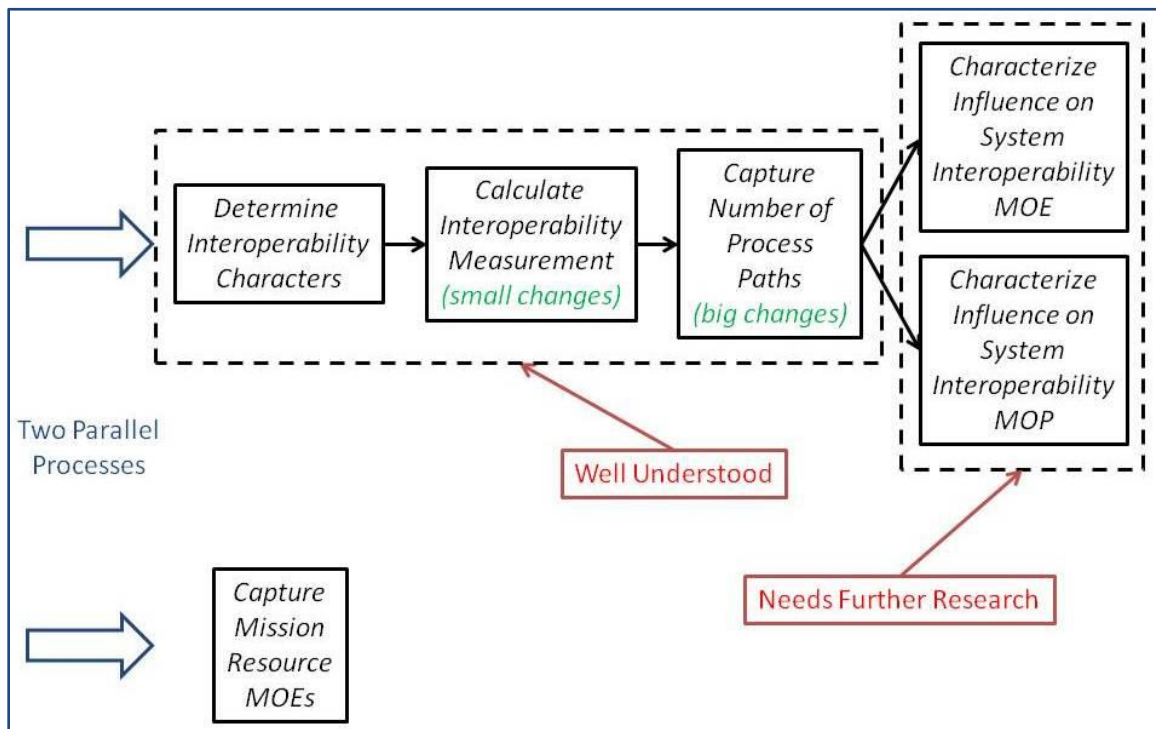 Determine
Interoperability
Characters
Calculate
Interoperability
Measurement
(small changes)
Capture
Number of
Process
Paths
(big changes)
Characterize
Influence on
System
Interoperability
MOE
Characterize
Influence on
System
Interoperability
MOP
Two Parallel
Processes
Well Understood
Needs Further Research
Capture
Mission
Resource
MOEs